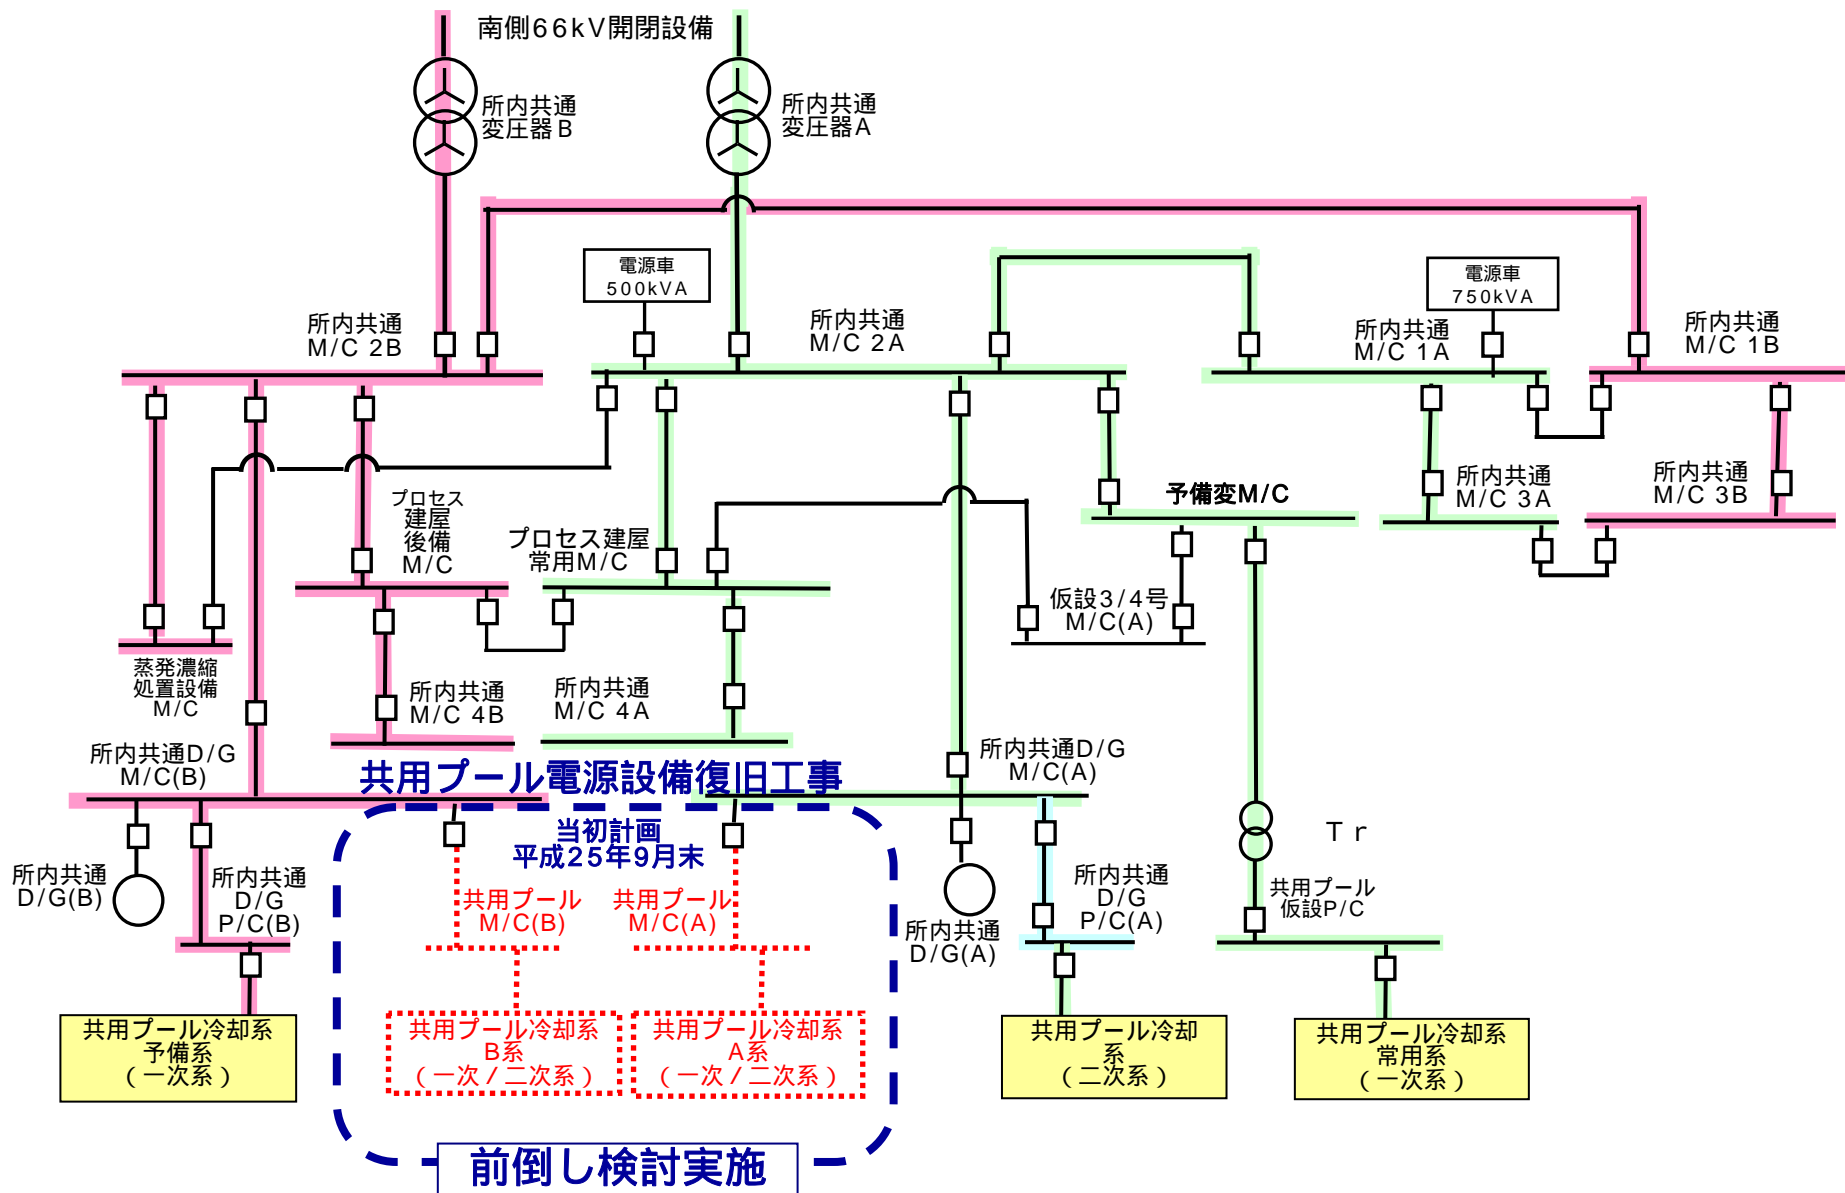 南側66kV開閉設備
所内共通
変圧器B
所内共通
変圧器A
電源車
500kVA
電源車
750kVA
所内共通
M/C 2B
所内共通
M/C 2A
所内共通
M/C 1A
所内共通
M/C 1B
プロセス
建屋
後備
M/C
プロセス建屋
常用M/C
予備変M/C
所内共通
M/C 3A
所内共通
M/C 3B
仮設3/4号
M/C(A)
蒸発濃縮
処置設備
M/C
所内共通
M/C 4B
所内共通
M/C 4A
所内共通D/G
M/C(B)
所内共通D/G
M/C(A)
共用プール電源設備復旧工事
当初計画
平成25年9月末
所内共通
D/G(B)
所内共通
D/G
P/C(B)
共用プール
M/C(B)
共用プール
M/C(A)
所内共通
D/G(A)
所内共通
D/G
P/C(A)
Tr
共用プール
仮設P/C
共用プール冷却系
予備系
(一次系)
共用プール冷却系
B系
(一次/二次系)
共用プール冷却系
A系
(一次/二次系)
共用プール冷却
系
(二次系)
共用プール冷却系
常用系
(一次系)
前倒し検討実施